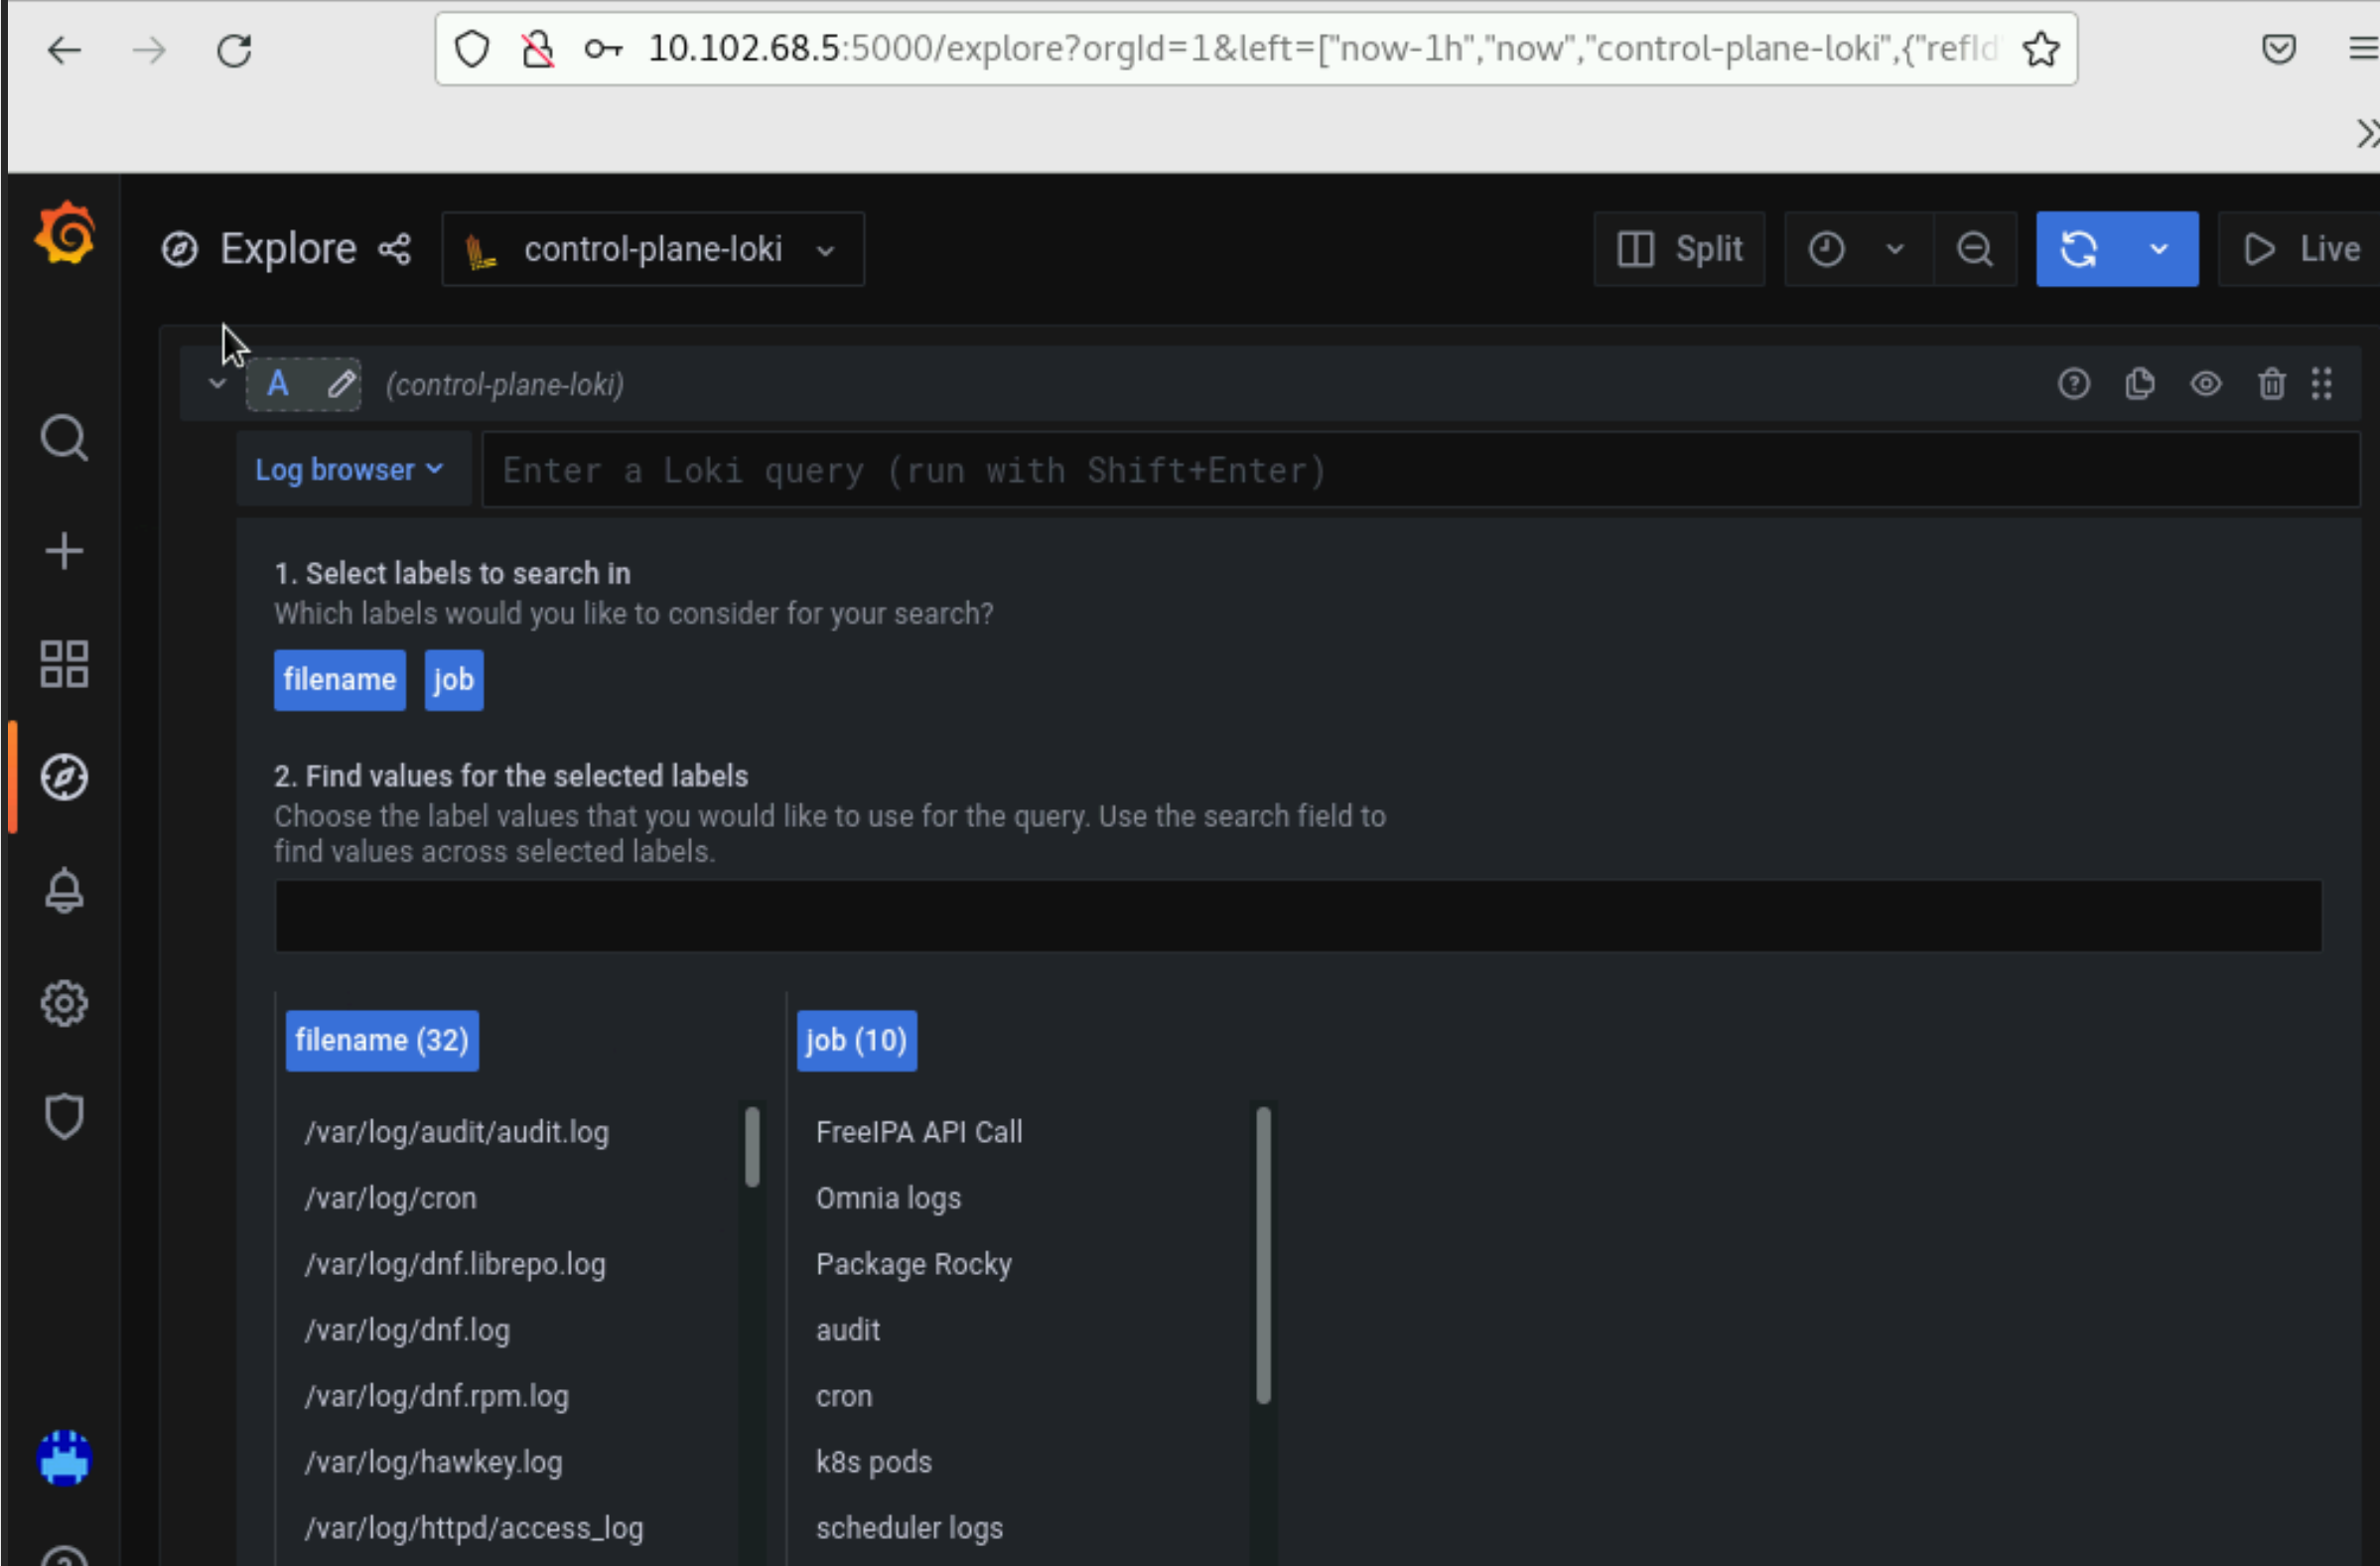 10.102.68.5:5000/explore?orgId=1&left=["now-1h","now","control-plane-loki",{"refId
Explore control-plane-loki Split Live
A (control-plane-loki)
Log browser Enter a Loki query (run with Shift+Enter)
1. Select labels to search in
Which labels would you like to consider for your search?
filename job
2. Find values for the selected labels
Choose the label values that you would like to use for the query. Use the search field to
find values across selected labels.
filename (32) job (10)
/var/log/audit/audit.log FreeIPA API Call
/var/log/cron Omnia logs
/var/log/dnf.librepo.log Package Rocky
/var/log/dnf.log audit
/var/log/dnf.rpm.log cron
/var/log/hawkey.log k8s pods
/var/log/httpd/access_log scheduler logs